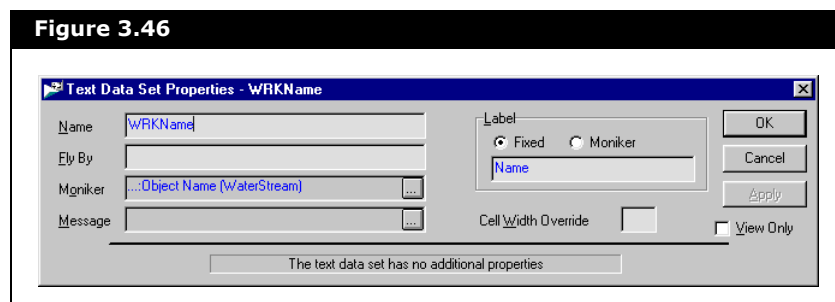 Figure 3.46
Text Data Set Properties - WRKName
Name WRKName
Fly By
Moniker ...:Object Name (WaterStream) ...
Message ...
Label
Fixed Moniker
Name
Cell Width Override
OK
Cancel
Apply
View Only
The text data set has no additional properties